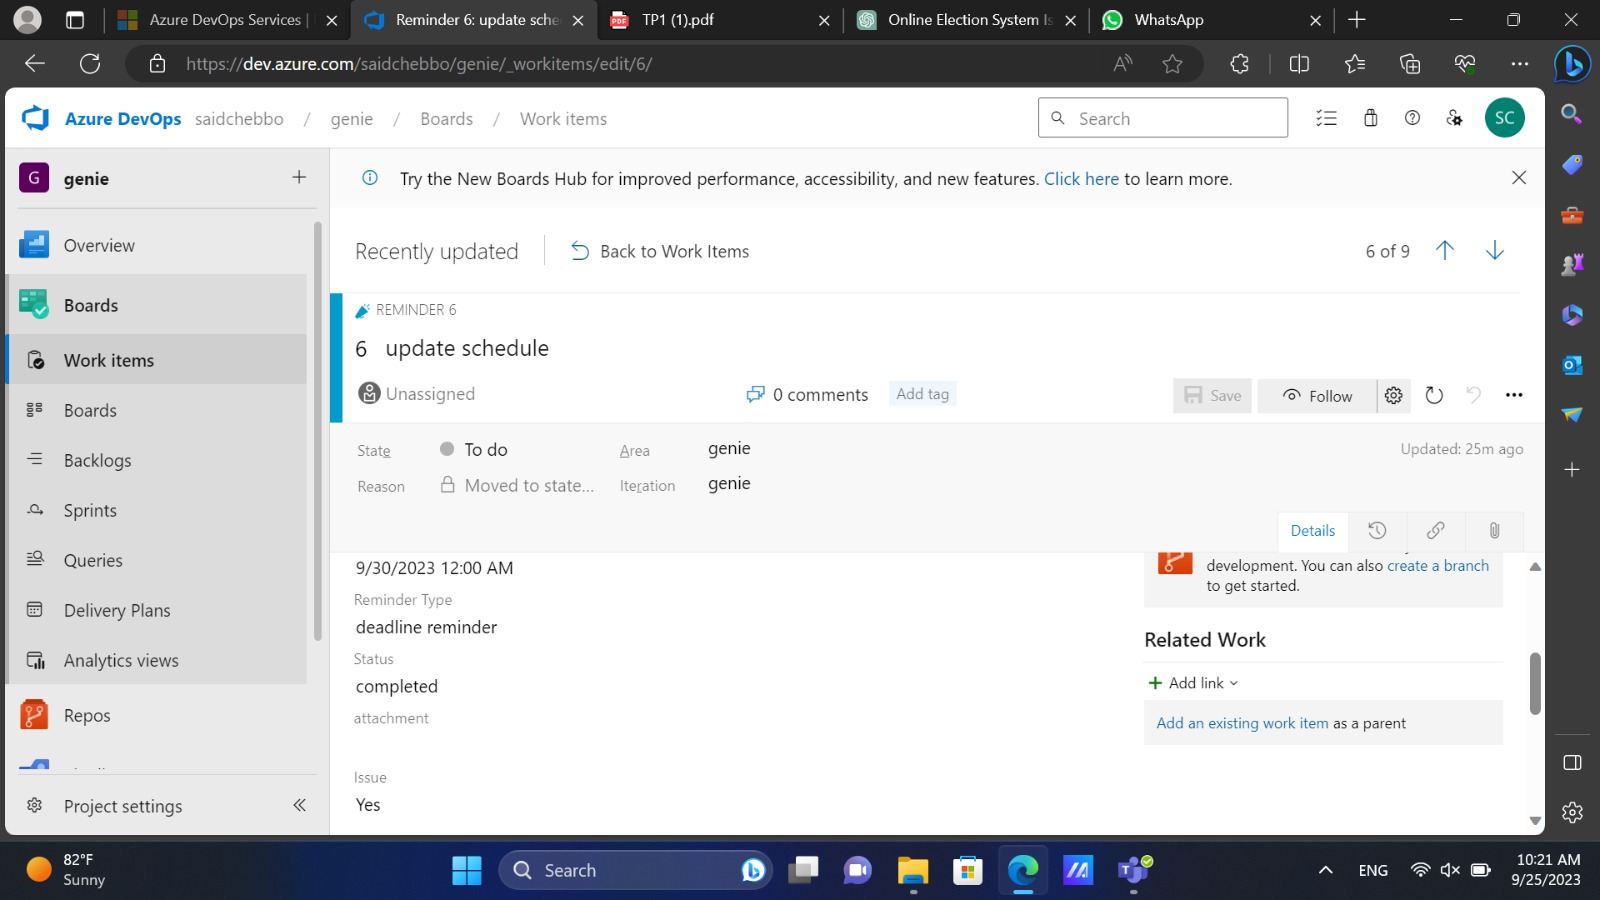 Azure DevOps Services |
Reminder 6: update sche
TP1 (1).pdf
Online Election System Is
WhatsApp
https://dev.azure.com/saidchebbo/genie/_workitems/edit/6/
Azure DevOps saidchebbo / genie / Boards / Work items
Search
SC
G genie
Try the New Boards Hub for improved performance, accessibility, and new features. Click here to learn more.
Overview
Boards
Work items
Boards
Backlogs
Sprints
Queries
Delivery Plans
Analytics views
Repos
Project settings
Recently updated
Back to Work Items
6 of 9
REMINDER 6
6 update schedule
Unassigned
0 comments
Add tag
Save
Follow
State To do
Area genie
Updated: 25m ago
Reason Moved to state...
Iteration genie
Details
9/30/2023 12:00 AM
Reminder Type
deadline reminder
Status
completed
attachment
Issue
Yes
development. You can also create a branch
to get started.
Related Work
Add link
Add an existing work item as a parent
82°F
Sunny
Search
ENG
10:21 AM
9/25/2023